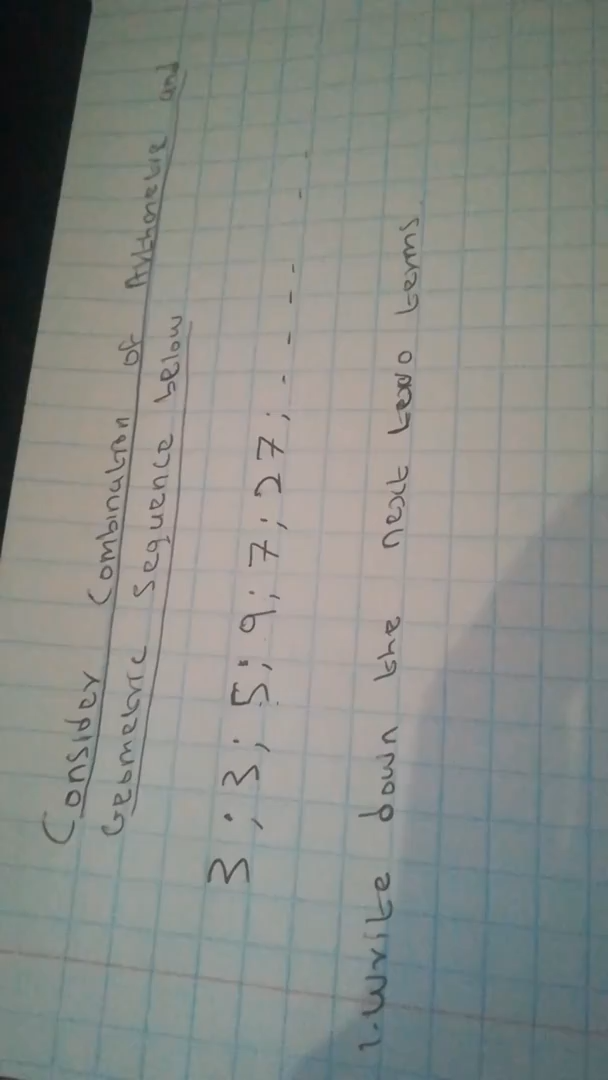 Consider Combination of Arithmetic and
Geometric Sequence below
3; 3; 5; 9; 7; 27; - - - - -
1. Write down the next two terms